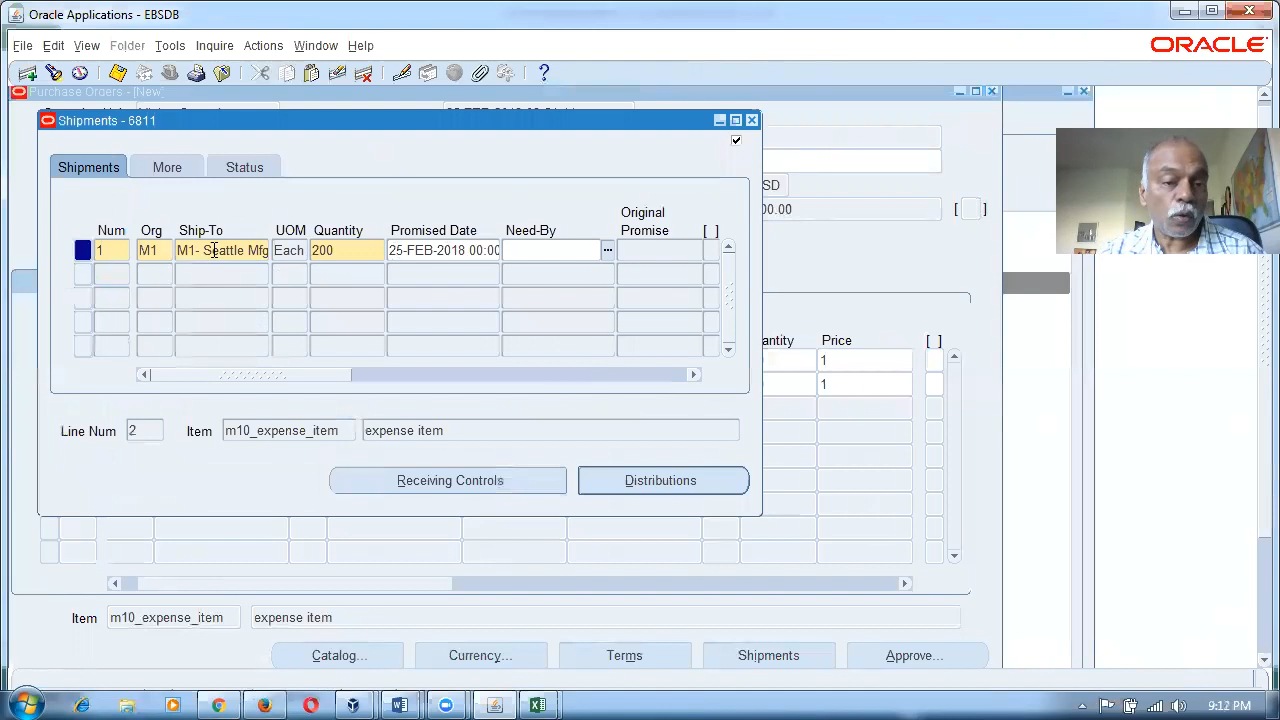 Oracle Applications - EBSDB
File Edit View Folder Tools Inquire Actions Window Help
ORACLE
Purchase Orders - [New]
Shipments - 6811
Shipments More Status
SD
00.00 [ ]
Original
Num Org Ship-To UOM Quantity Promised Date Need-By Promise [ ]
1 M1 M1- Seattle Mfg Each 200 25-FEB-2018 00:00
antity Price [ ]
1
1
Line Num 2 Item m10_expense_item expense item
Receiving Controls Distributions
Item m10_expense_item expense item
Catalog... Currency... Terms Shipments Approve...
9:12 PM